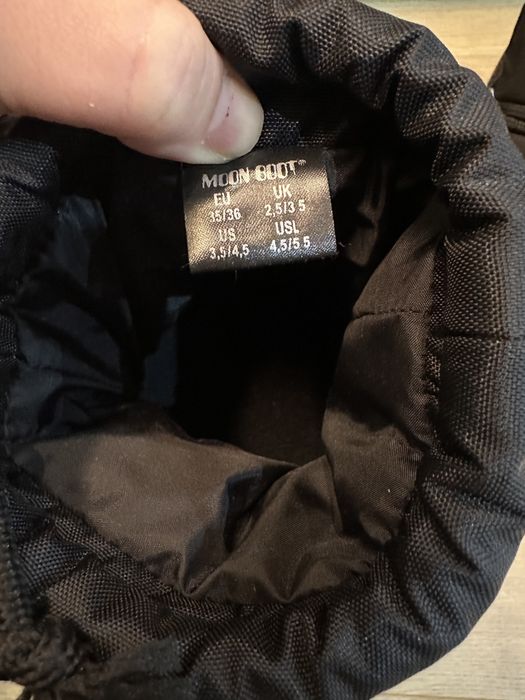 MOON BOOT®
EU UK
35/36 2,5/3 5
US USL
3,5/4,5 4,5/5 5